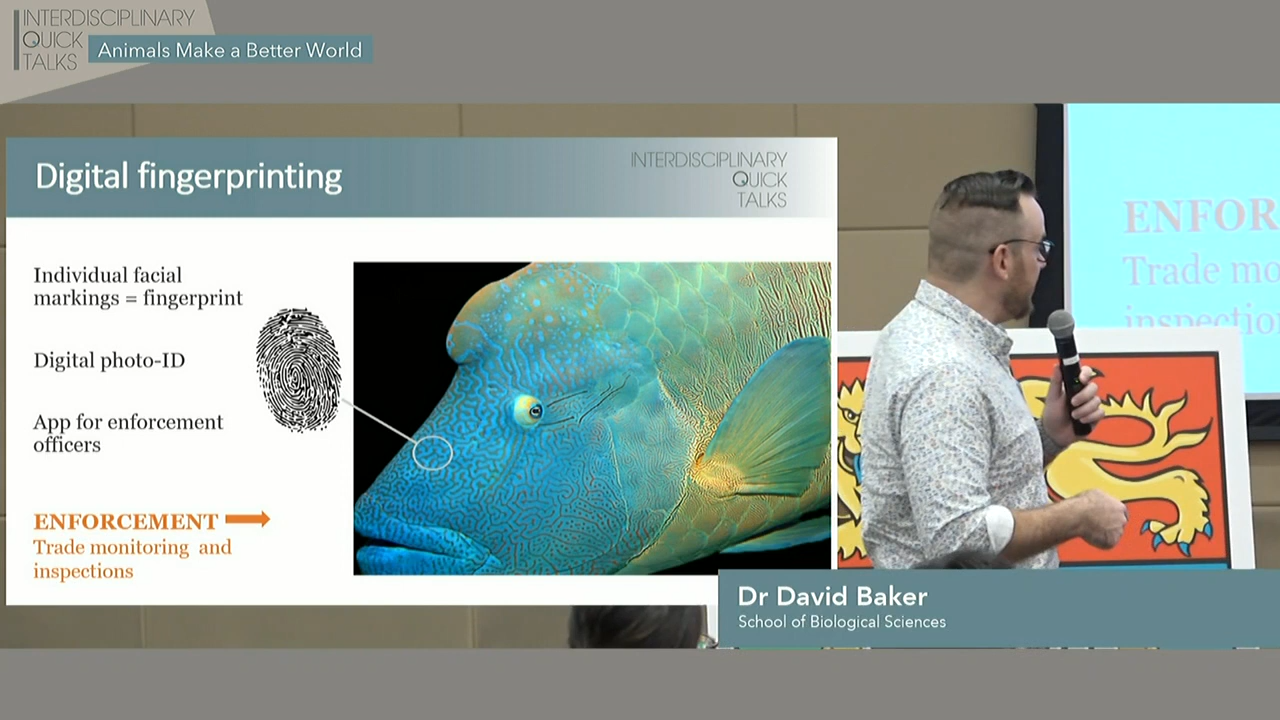 INTERDISCIPLINARY
QUICK
TALKS
Animals Make a Better World
Digital fingerprinting
INTERDISCIPLINARY
QUICK
TALKS
Individual facial
markings = fingerprint
Digital photo-ID
App for enforcement
officers
ENFORCEMENT
Trade monitoring and
inspections
ENFOR
Trade mo
inspectio
Dr David Baker
School of Biological Sciences